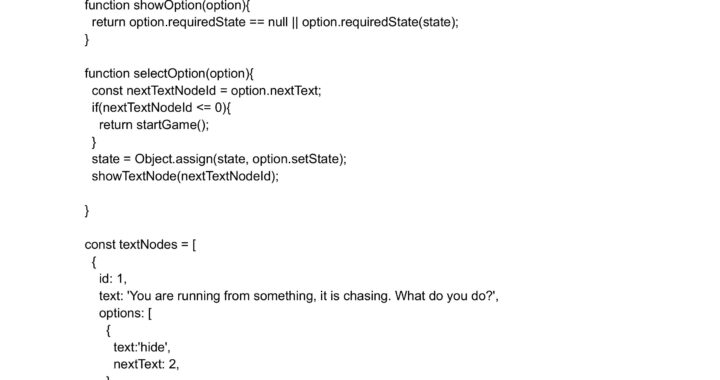 function showOption(option){
return option.requiredState == null || option.requiredState(state);
}
function selectOption(option){
const nextTextNodeId = option.nextText;
if(nextTextNodeId <= 0){
return startGame();
}
state = Object.assign(state, option.setState);
showTextNode(nextTextNodeId);
}
const textNodes = [
{
id: 1,
text: 'You are running from something, it is chasing. What do you do?',
options: [
{
text:'hide',
nextText: 2,
}